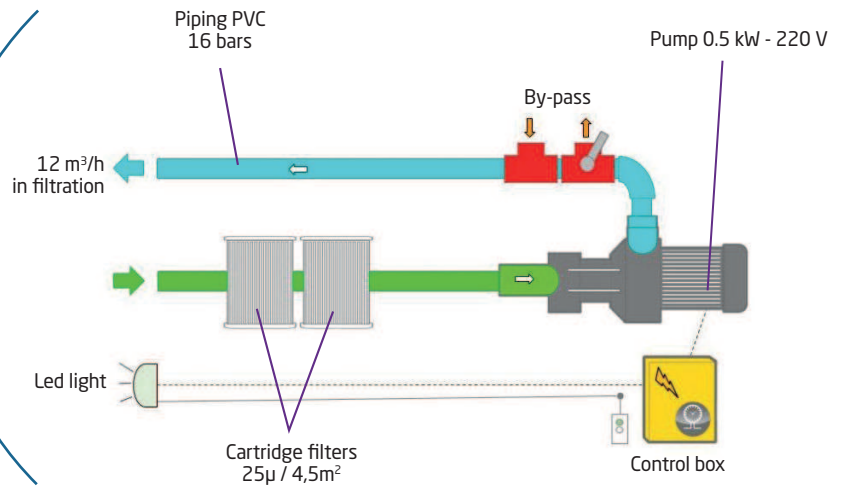 Piping PVC
16 bars
Pump 0.5 kW - 220 V
By-pass
12 m³/h
in filtration
Led light
Cartridge filters
25µ / 4,5m²
Control box